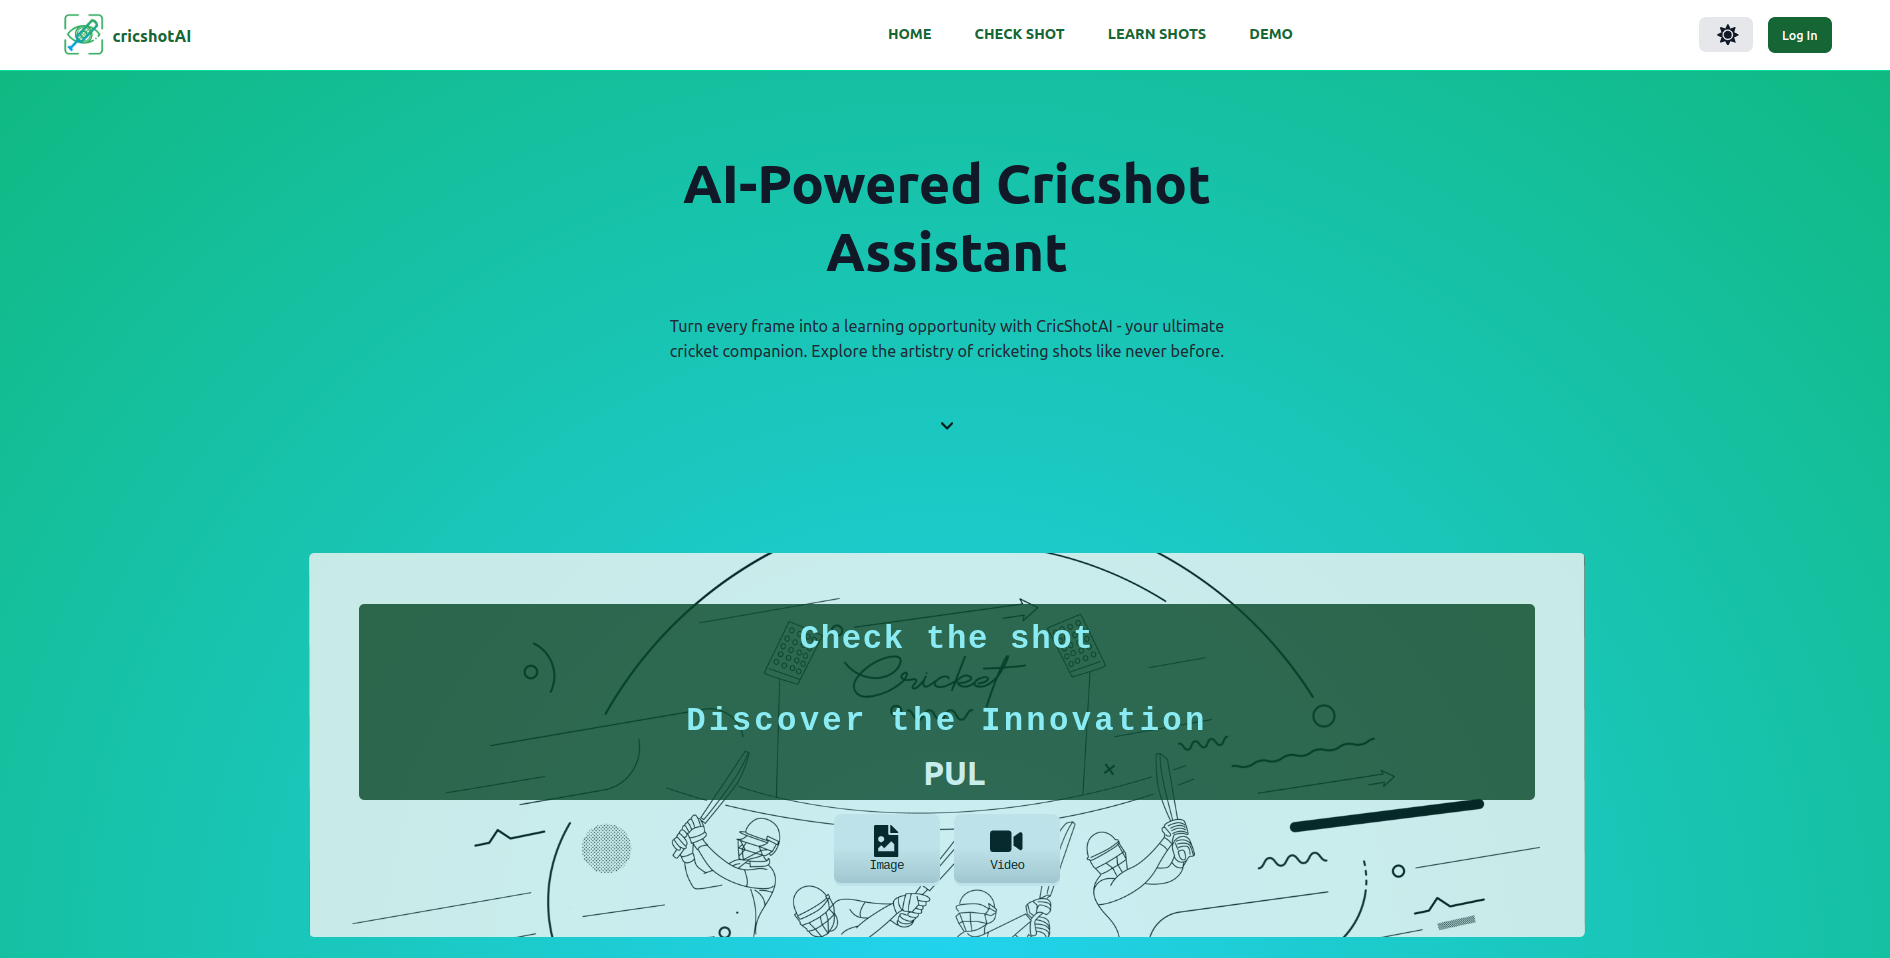 cricshotAI
HOME CHECK SHOT LEARN SHOTS DEMO
Log In
AI-Powered Cricshot
Assistant
Turn every frame into a learning opportunity with CricShotAI - your ultimate
cricket companion. Explore the artistry of cricketing shots like never before.
Check the shot
Cricket
Discover the Innovation
PUL
Image Video